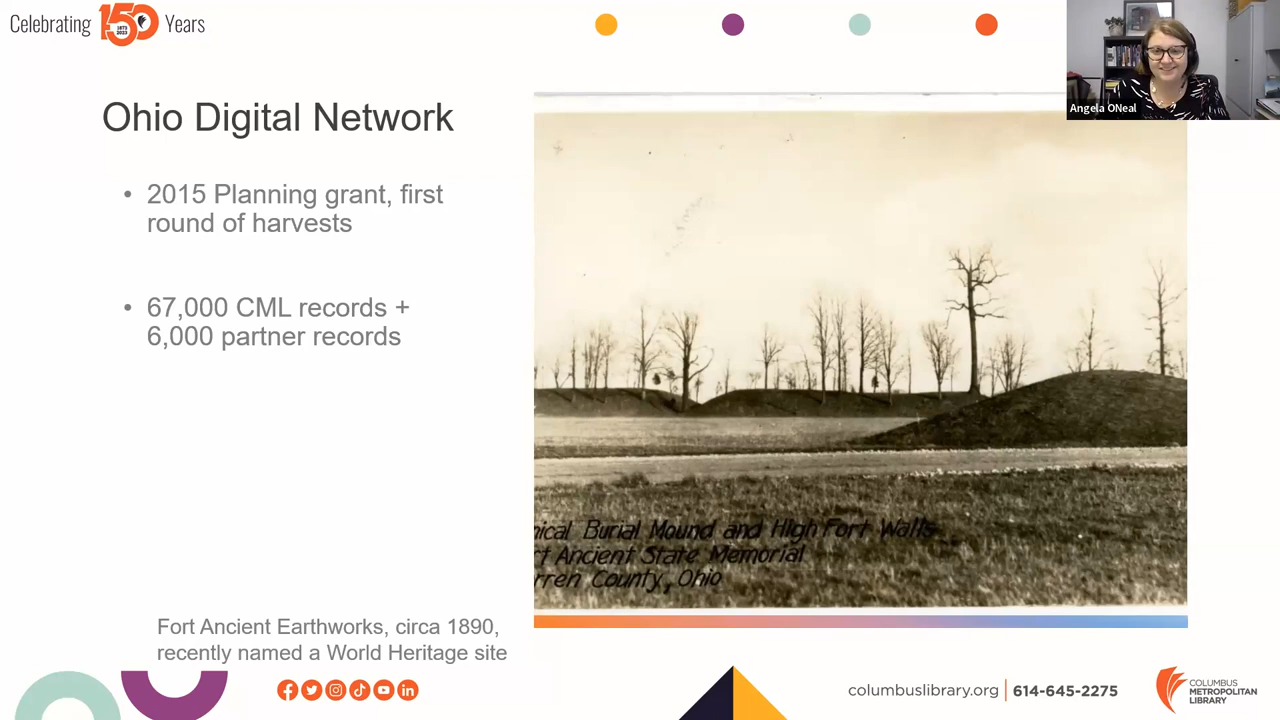 Celebrating 150 Years
1873
2023
Angela ONeal
Ohio Digital Network
• 2015 Planning grant, first
round of harvests
• 67,000 CML records +
6,000 partner records
nical Burial Mound and High Fort Walls
rt Ancient State Memorial
rren County, Ohio
Fort Ancient Earthworks, circa 1890,
recently named a World Heritage site
columbuslibrary.org | 614-645-2275
COLUMBUS
METROPOLITAN
LIBRARY